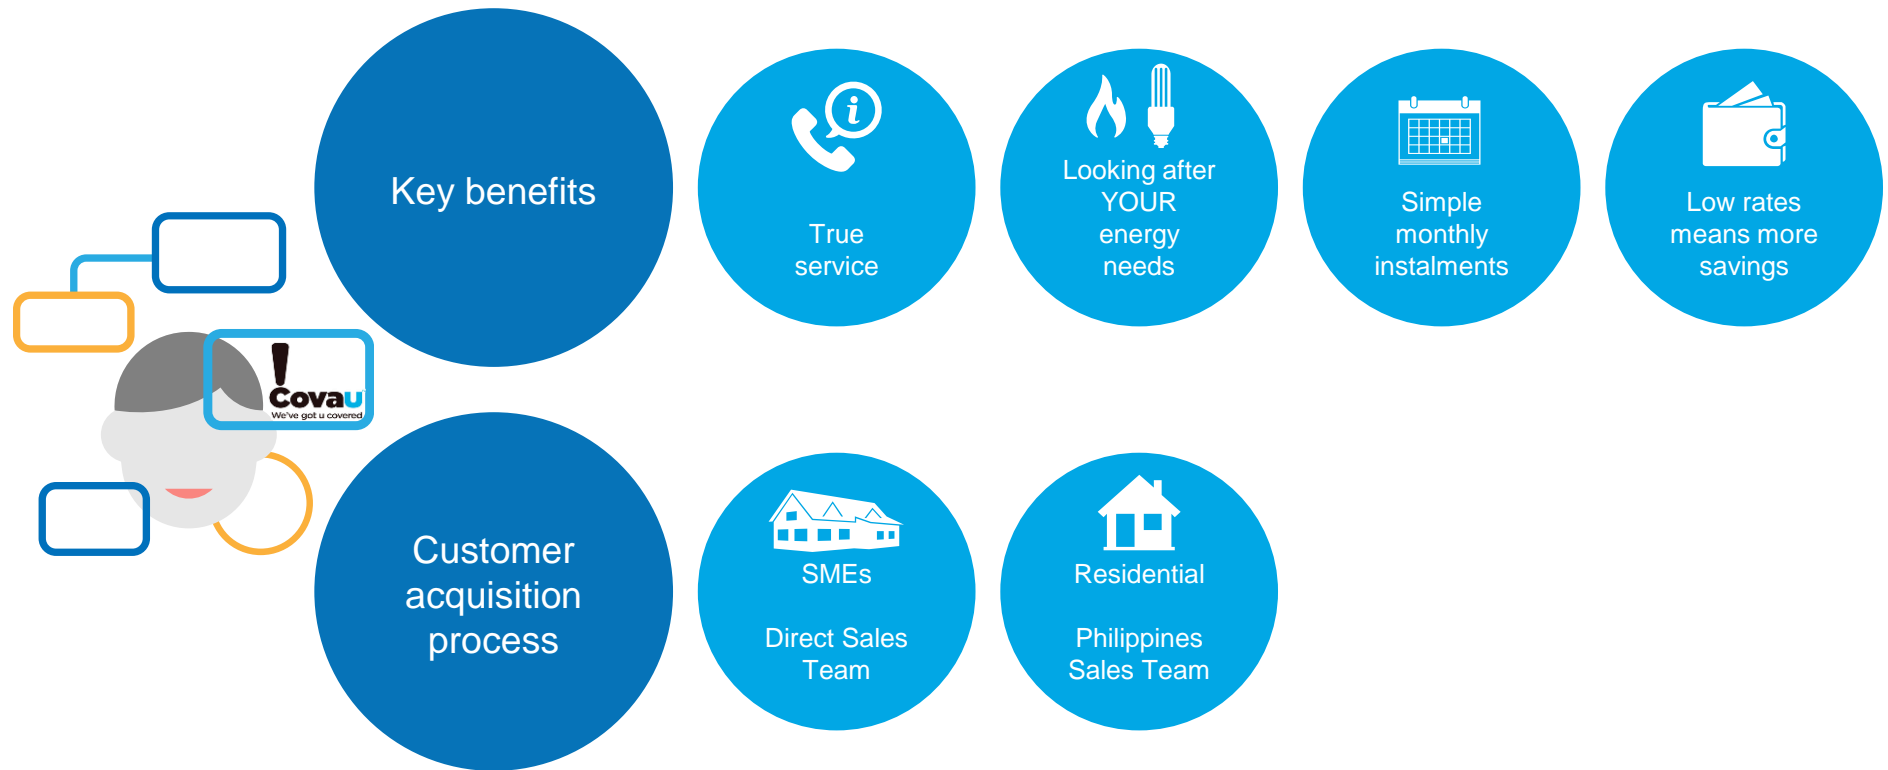 Key benefits
True
service
Looking after
YOUR
energy
needs
Simple
monthly
instalments
Low rates
means more
savings
Covau
We've got u covered
Customer
acquisition
process
SMEs
Direct Sales
Team
Residential
Philippines
Sales Team